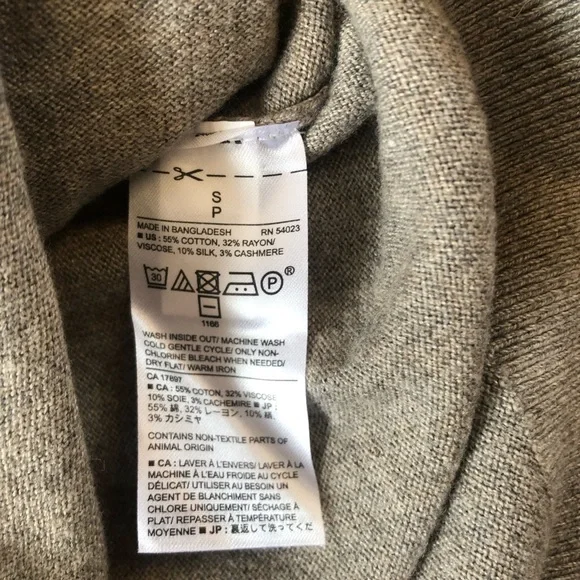 S
P
MADE IN BANGLADESH RN 54023
■ US : 55% COTTON, 32% RAYON/
VISCOSE, 10% SILK, 3% CASHMERE
30 P ®
1166
WASH INSIDE OUT/ MACHINE WASH
COLD GENTLE CYCLE/ ONLY NON-
CHLORINE BLEACH WHEN NEEDED/
DRY FLAT/ WARM IRON
CA 17897
■ CA : 55% COTON, 32% VISCOSE,
10% SOIE, 3% CACHEMIRE ■ JP :
55% 綿, 32% レーヨン, 10% 絹,
3% カシミヤ
CONTAINS NON-TEXTILE PARTS OF
ANIMAL ORIGIN
■ CA : LAVER À L'ENVERS/ LAVER À LA
MACHINE À L'EAU FROIDE AU CYCLE
DÉLICAT/ UTILISER AU BESOIN UN
AGENT DE BLANCHIMENT SANS
CHLORE UNIQUEMENT/ SÉCHAGE À
PLAT/ REPASSER À TEMPÉRATURE
MOYENNE ■ JP : 裏返して洗ってくだ